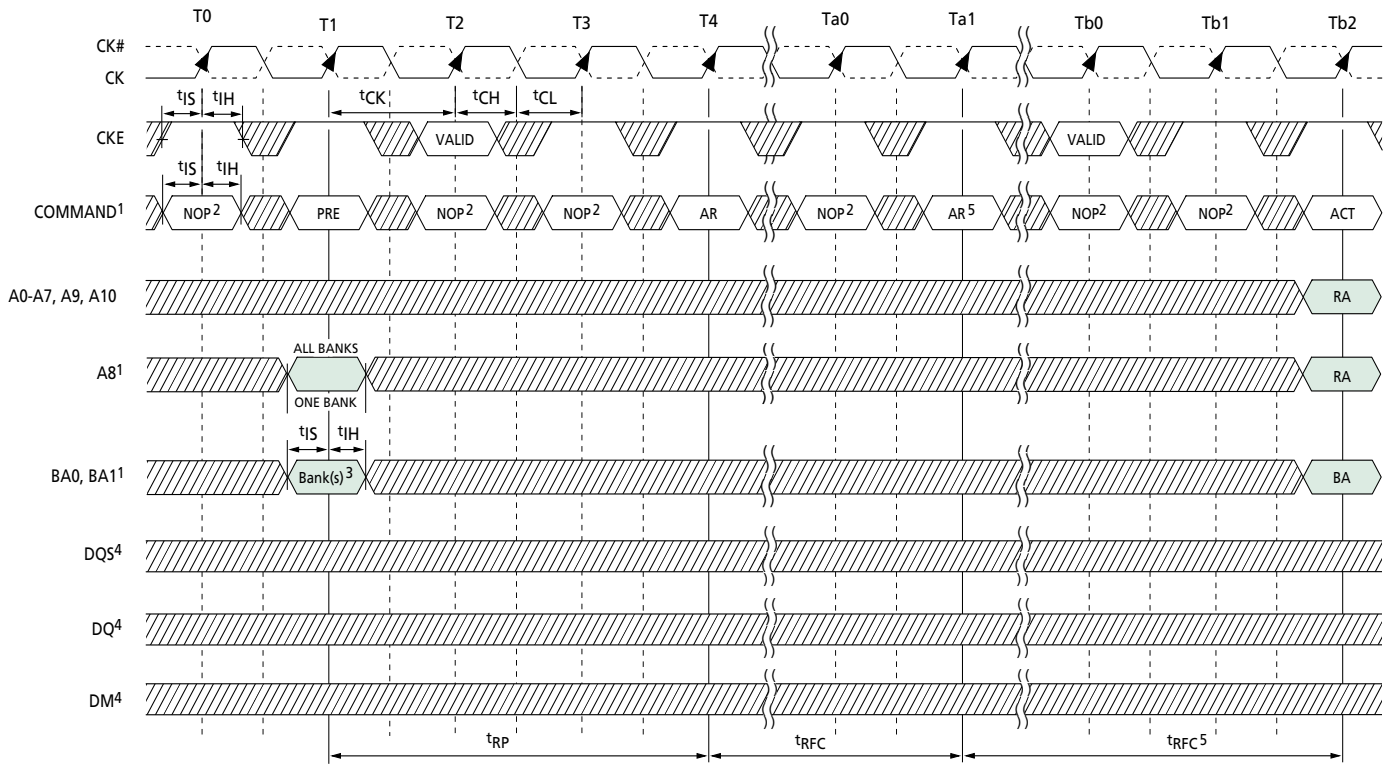 T0 T1 T2 T3 T4 Ta0 Ta1 Tb0 Tb1 Tb2
CK#
CK
tIS tIH tCK tCH tCL
CKE VALID VALID
tIS tIH
COMMAND1 NOP2 PRE NOP2 NOP2 AR NOP2 AR5 NOP2 NOP2 ACT
A0-A7, A9, A10 RA
ALL BANKS
A81 RA
ONE BANK
tIS tIH
BA0, BA11 Bank(s)3 BA
DQS4
DQ4
DM4
tRP tRFC tRFC5